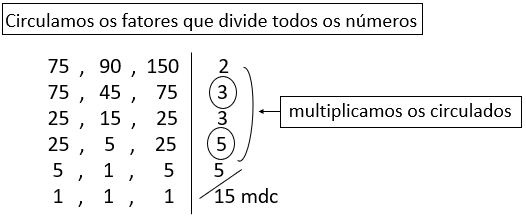 Circulamos os fatores que divide todos os números
75 , 90 , 150 | 2
75 , 45 , 75 | 3
25 , 15 , 25 | 3
25 , 5 , 25 | 5
5 , 1 , 5 | 5
1 , 1 , 1 | 15 mdc
multiplicamos os circulados